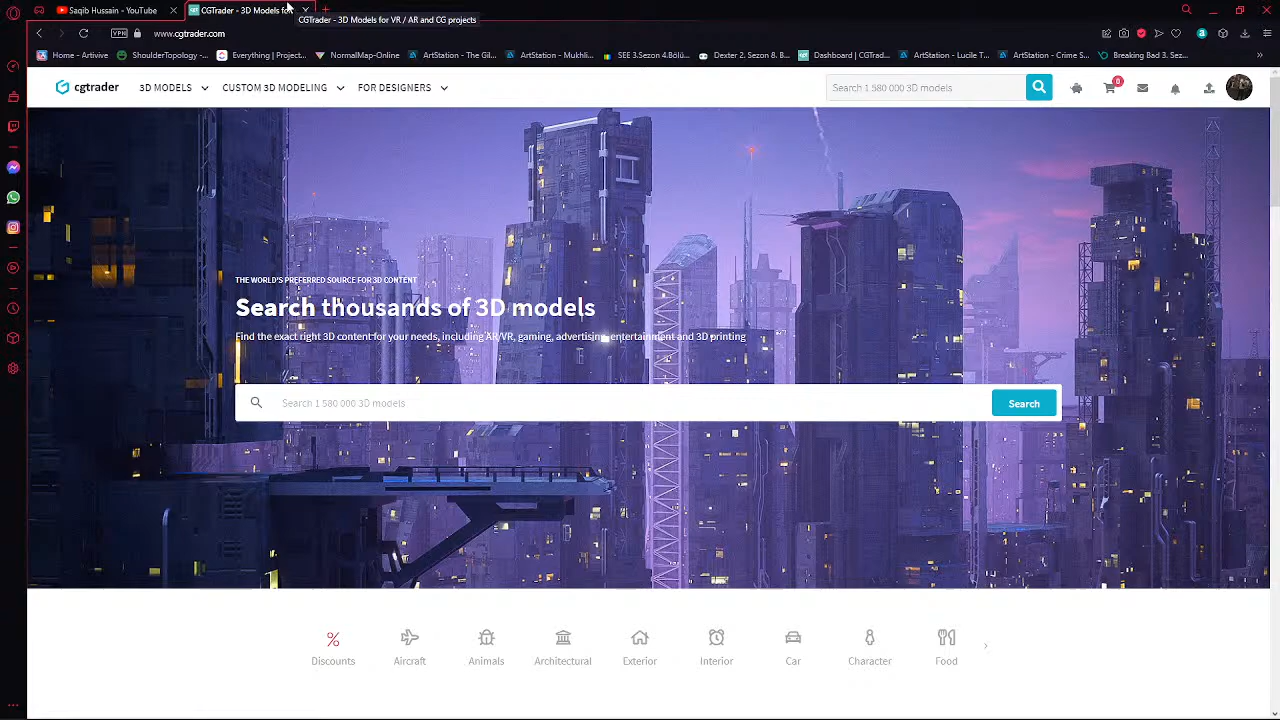 Saqib Hussain - YouTube
CGTrader - 3D Models for
CGTrader - 3D Models for VR / AR and CG projects
VPN
www.cgtrader.com
Home - Artivive
ShoulderTopology -...
Everything | Project...
NormalMap-Online
ArtStation - The Gil...
ArtStation - Mukhli...
SEE 3.Sezon 4.Bölü...
Dexter 2. Sezon 8. B...
Dashboard | CGTrad...
ArtStation - Lucile T...
ArtStation - Crime S...
Breaking Bad 3. Sez...
cgtrader
3D MODELS
CUSTOM 3D MODELING
FOR DESIGNERS
Search 1 580 000 3D models
0
THE WORLD'S PREFERRED SOURCE FOR 3D CONTENT
Search thousands of 3D models
Find the exact right 3D content for your needs, including AR/VR, gaming, advertising, entertainment and 3D printing
Search 1 580 000 3D models
Search
Discounts
Aircraft
Animals
Architectural
Exterior
Interior
Car
Character
Food